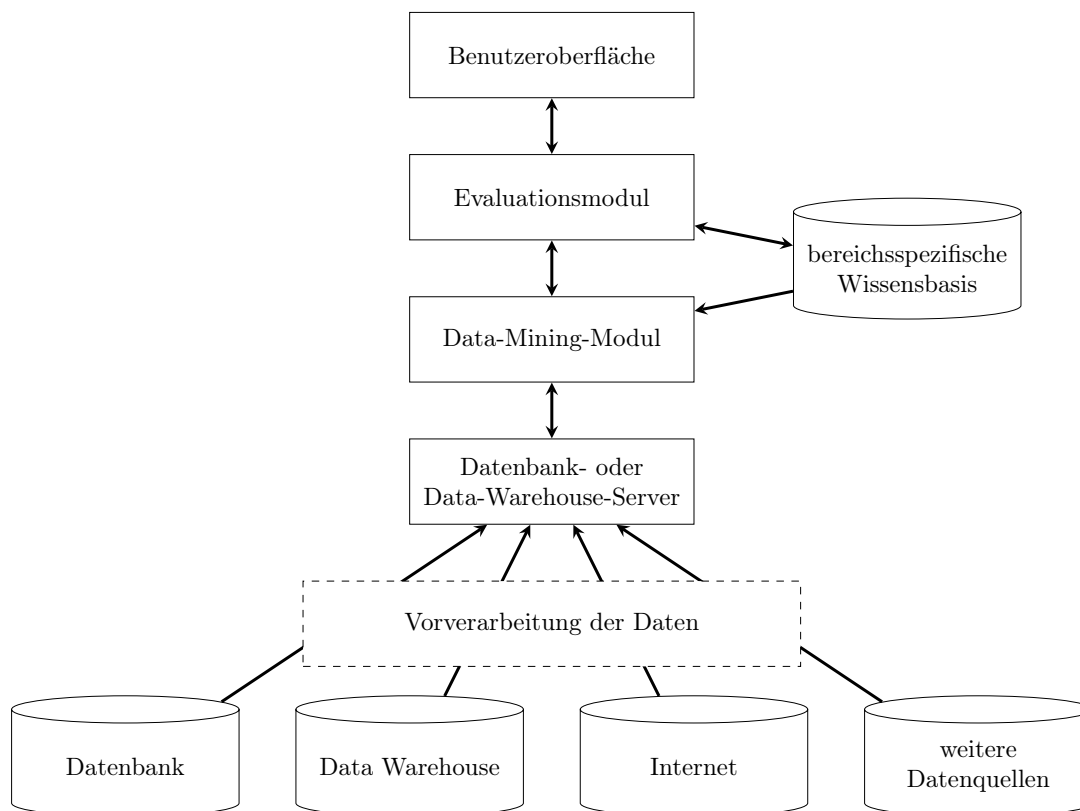 Benutzeroberfläche
Evaluationsmodul
bereichsspezifische
Wissensbasis
Data-Mining-Modul
Datenbank- oder
Data-Warehouse-Server
Vorverarbeitung der Daten
Datenbank
Data Warehouse
Internet
weitere
Datenquellen